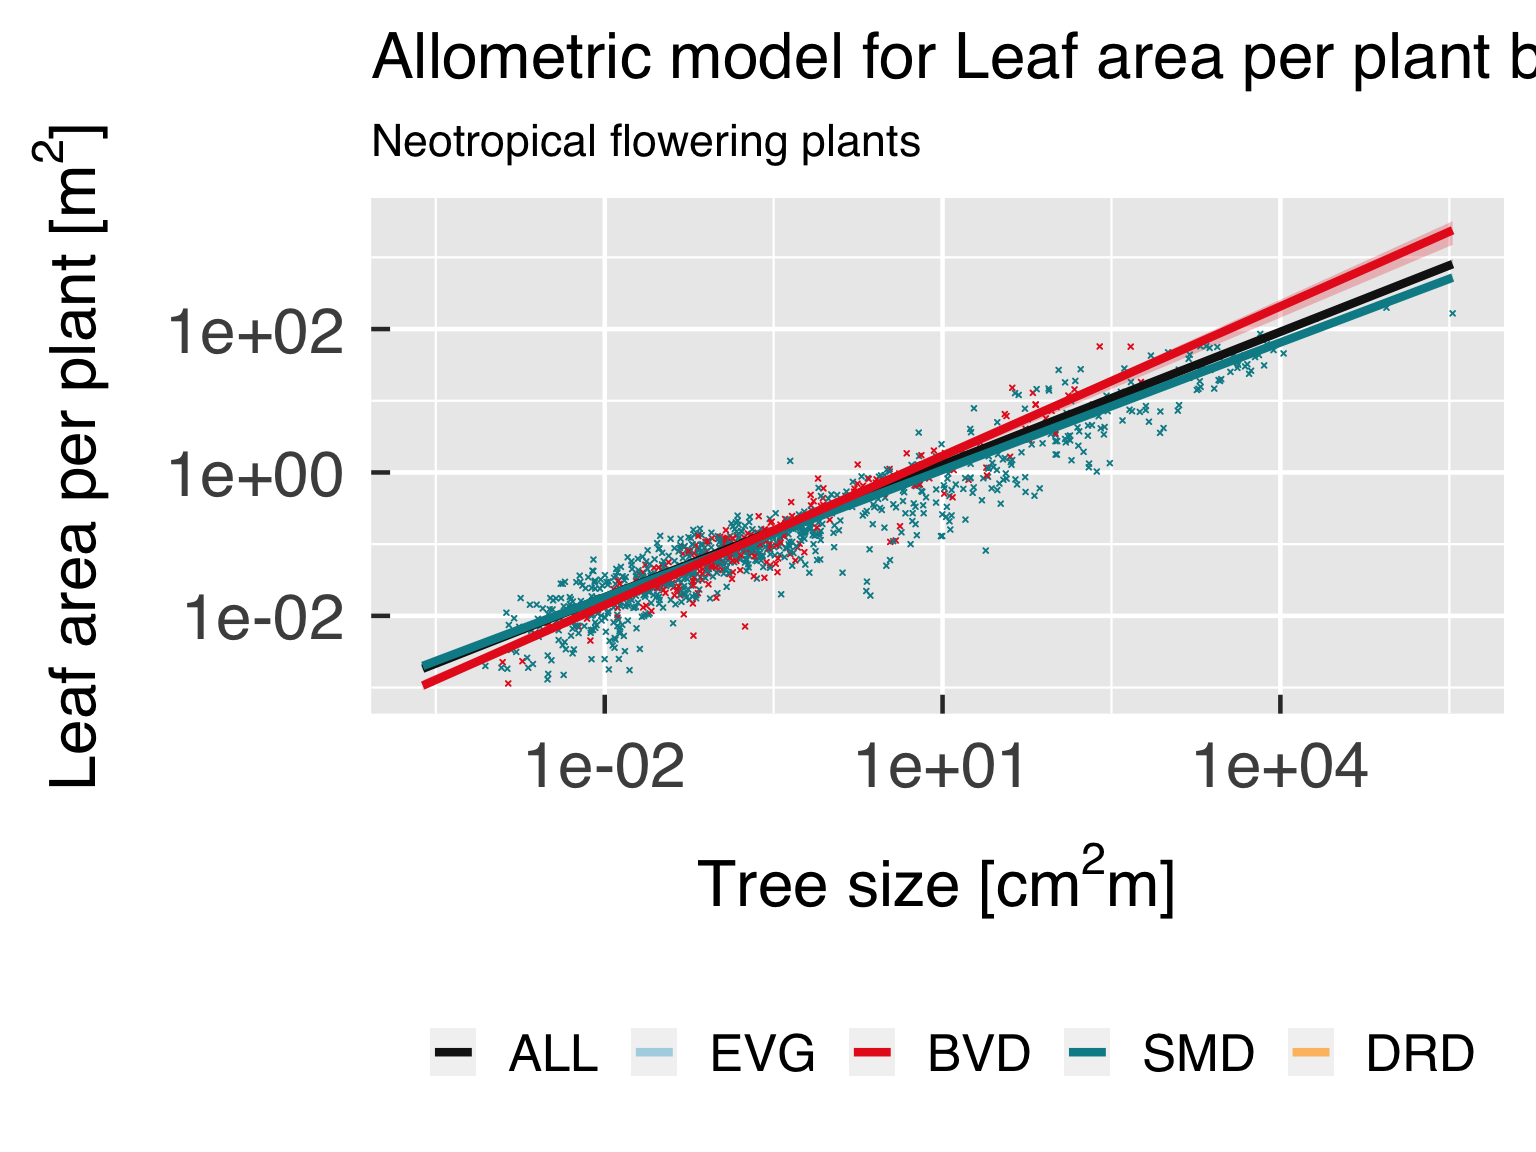 Allometric model for Leaf area per plant b
Neotropical flowering plants
Leaf area per plant [m²]
1e+02
1e+00
1e-02
1e-02 1e+01 1e+04
Tree size [cm²m]
ALL EVG BVD SMD DRD